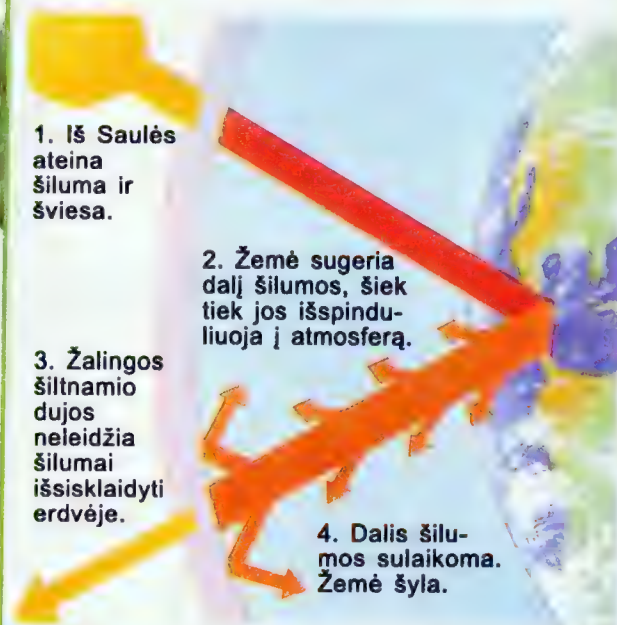 1. Iš Saulės
ateina
šiluma ir
šviesa.
2. Žemė sugeria
dalį šilumos, šiek
tiek jos išspindu-
liuoja į atmosferą.
3. Žalingos
šiltnamio
dujos
neleidžia
šilumai
išsisklaidyti
erdvėje.
4. Dalis šilu-
mos sulaikoma.
Žemė šyla.